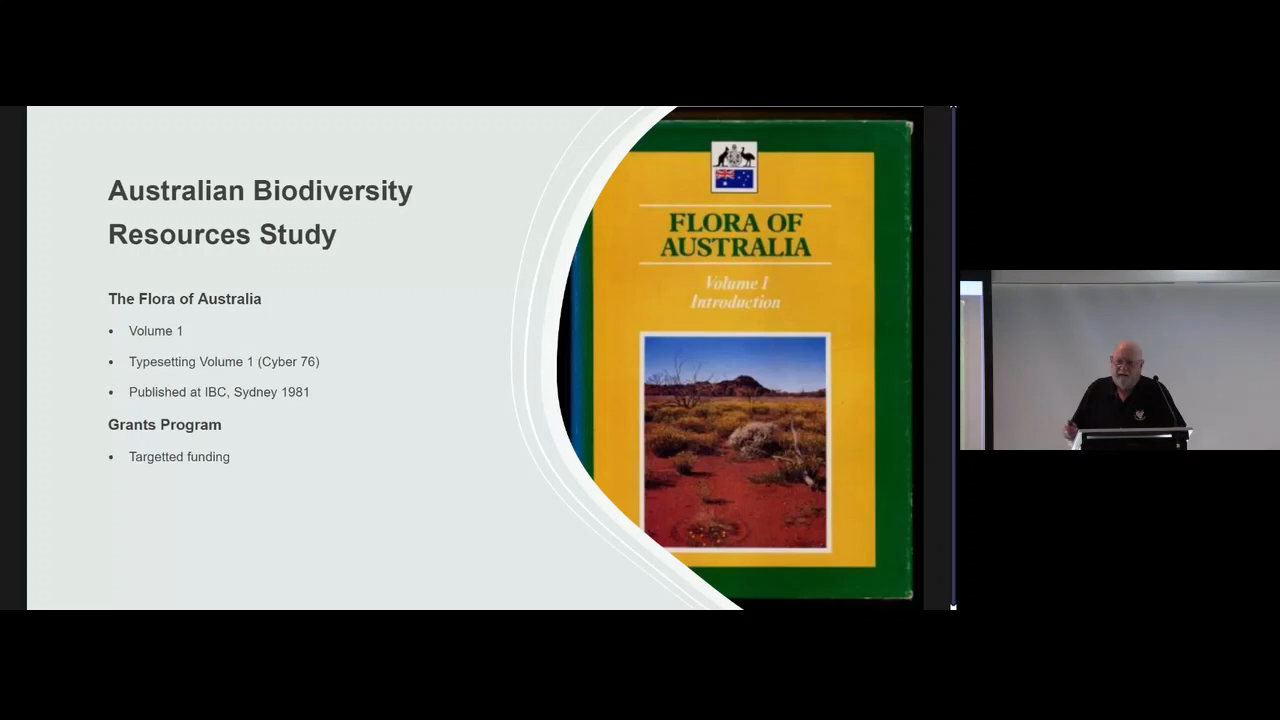 Australian Biodiversity
Resources Study
The Flora of Australia
• Volume 1
• Typesetting Volume 1 (Cyber 76)
• Published at IBC, Sydney 1981
Grants Program
• Targetted funding
FLORA OF
AUSTRALIA
Volume 1
Introduction